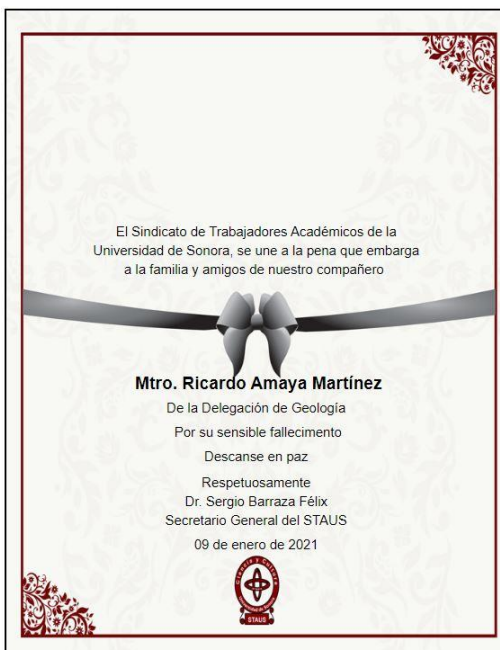 El Sindicato de Trabajadores Académicos de la
Universidad de Sonora, se une a la pena que embarga
a la familia y amigos de nuestro compañero
Mtro. Ricardo Amaya Martínez
De la Delegación de Geología
Por su sensible fallecimento
Descanse en paz
Respetuosamente
Dr. Sergio Barraza Félix
Secretario General del STAUS
09 de enero de 2021
STAUS